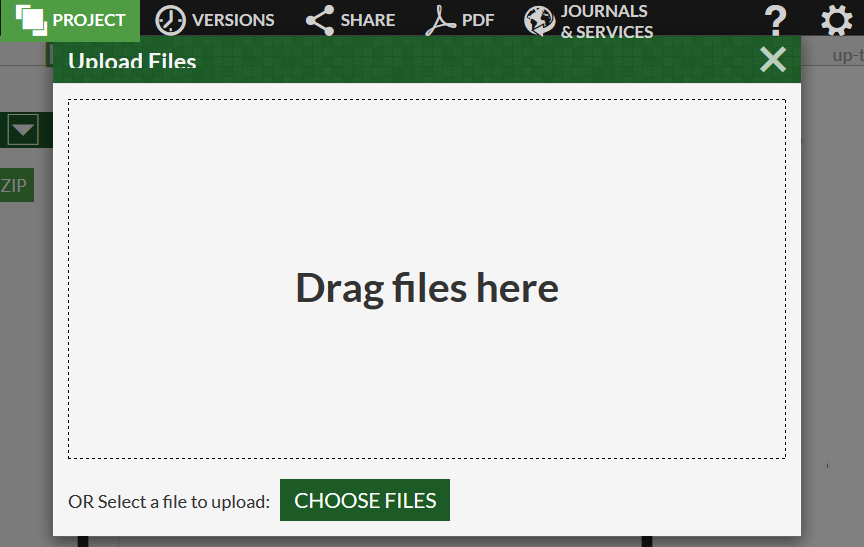 PROJECT
VERSIONS
SHARE
PDF
JOURNALS
& SERVICES
?
Upload Files
up-t
ZIP
Drag files here
OR Select a file to upload:
CHOOSE FILES